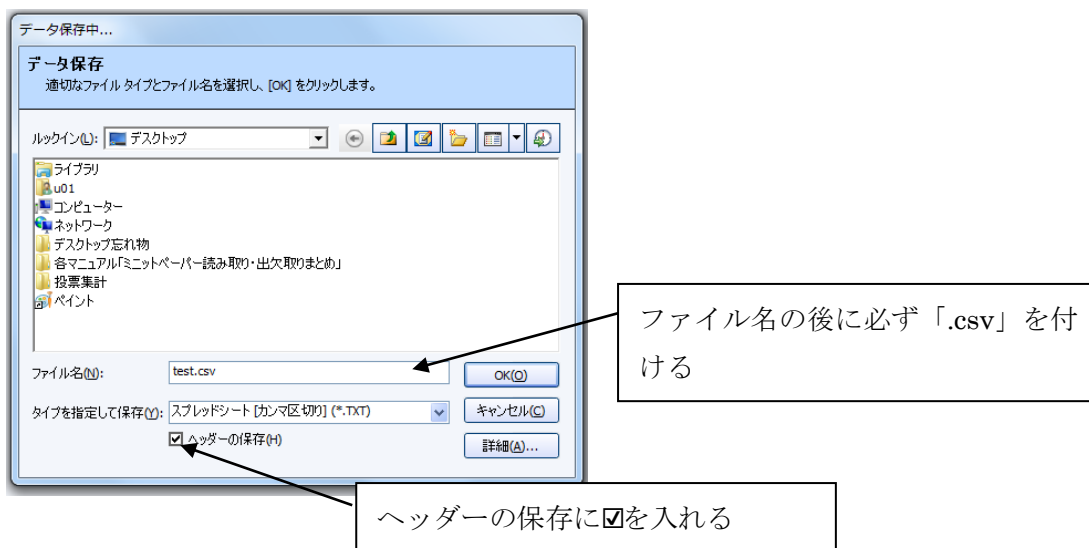 データ保存中...
データ保存
適切なファイル タイプとファイル名を選択し、[OK] をクリックします。
ルックイン(L): デスクトップ
ライブラリ
u01
コンピューター
ネットワーク
デスクトップ忘れ物
各マニュアル「ミニットペーパー読み取り・出欠取りまとめ」
投票集計
ペイント
ファイル名の後に必ず「.csv」を付
ける
ファイル名(N): test.csv OK(O)
タイプを指定して保存(Y): スプレッドシート [カンマ区切り] (*.TXT) キャンセル(C)
ヘッダーの保存(H) 詳細(A)...
ヘッダーの保存に☑を入れる